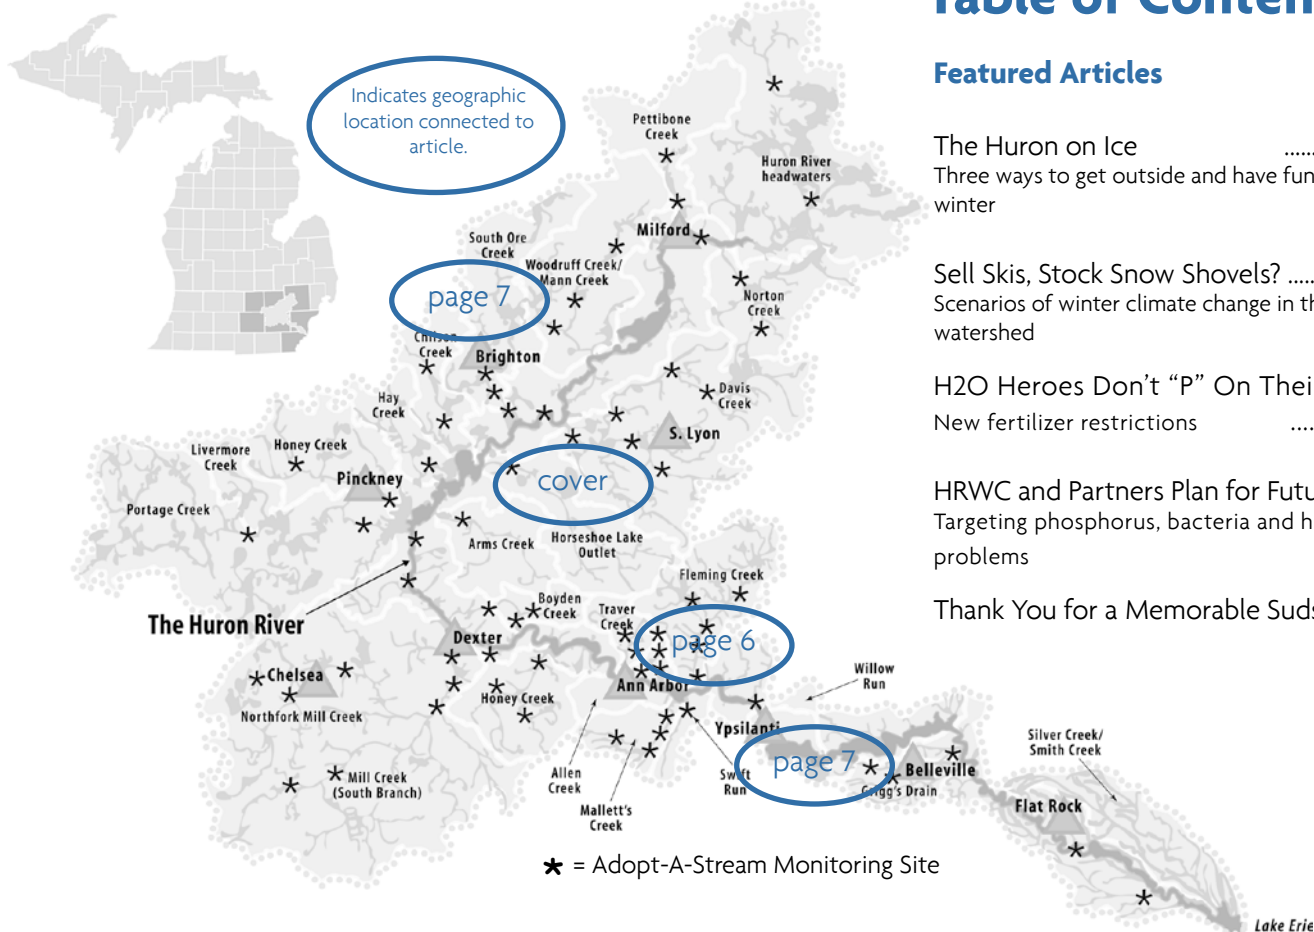 Indicates geographic
location connected to
article.
Pettibone
Creek
Huron River
headwaters
Milford
South Ore
Creek
Woodruff Creek/
Mann Creek
page 7
Norton
Creek
Creek
Brighton
Davis
Creek
Hay
Creek
S. Lyon
Livermore
Creek
Honey Creek
Pinckney
cover
Portage Creek
Arms Creek
Horseshoe Lake
Outlet
Fleming Creek
Boyden
Creek
Traver
Creek
The Huron River
Dexter
page 6
Willow
Run
Chelsea
Ann Arbor
Honey Creek
Northfork Mill Creek
Ypsilanti
Silver Creek/
Smith Creek
page 7
Belleville
Mill Creek
(South Branch)
Allen
Creek
Swift
Run
Grigg's Drain
Mallett's
Creek
Flat Rock
* = Adopt-A-Stream Monitoring Site
Lake Erie
Table of Conten
Featured Articles
The Huron on Ice ......
Three ways to get outside and have fun
winter
Sell Skis, Stock Snow Shovels? .....
Scenarios of winter climate change in th
watershed
H2O Heroes Don't “P” On Thei
New fertilizer restrictions ....
HRWC and Partners Plan for Futu
Targeting phosphorus, bacteria and h
problems
Thank You for a Memorable Suds